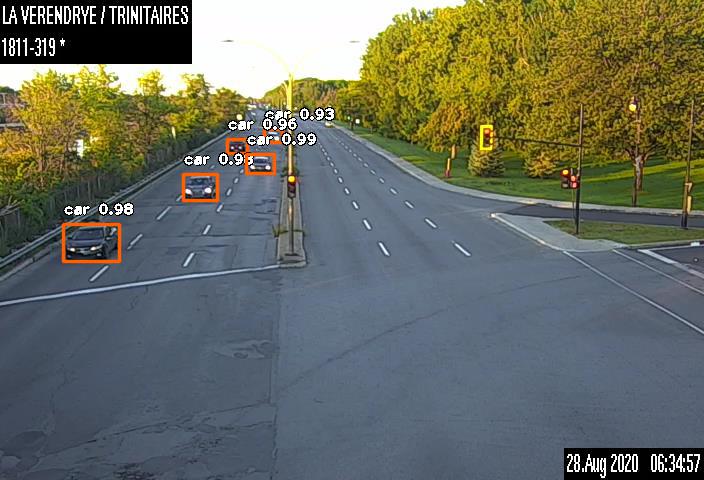 LA VERENDRYE / TRINITAIRES
1811-319 *
car 0.93
car 0.96
car 0.99
car 0.98
28.Aug 2020 06:34:57